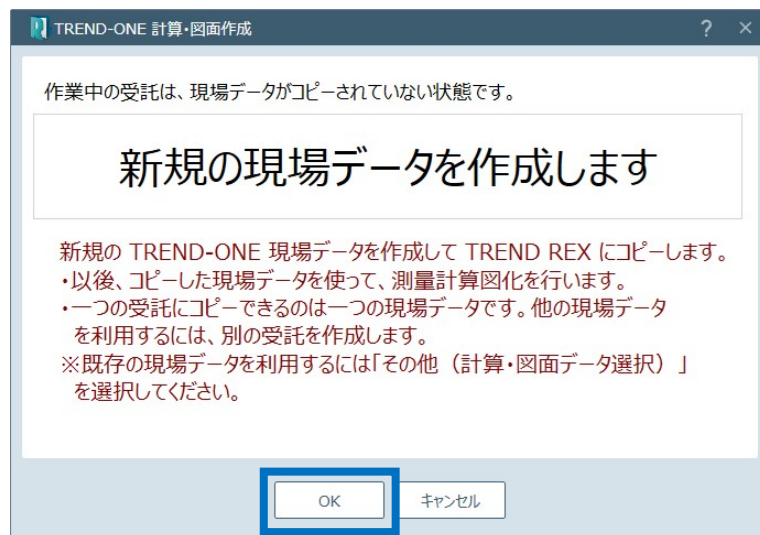 TREND-ONE 計算・図面作成
? ×
作業中の受託は、現場データがコピーされていない状態です。
新規の現場データを作成します
新規の TREND-ONE 現場データを作成して TREND REX にコピーします。
・以後、コピーした現場データを使って、測量計算図化を行います。
・一つの受託にコピーできるのは一つの現場データです。他の現場データ
を利用するには、別の受託を作成します。
※既存の現場データを利用するには「その他（計算・図面データ選択）」
を選択してください。
OK キャンセル